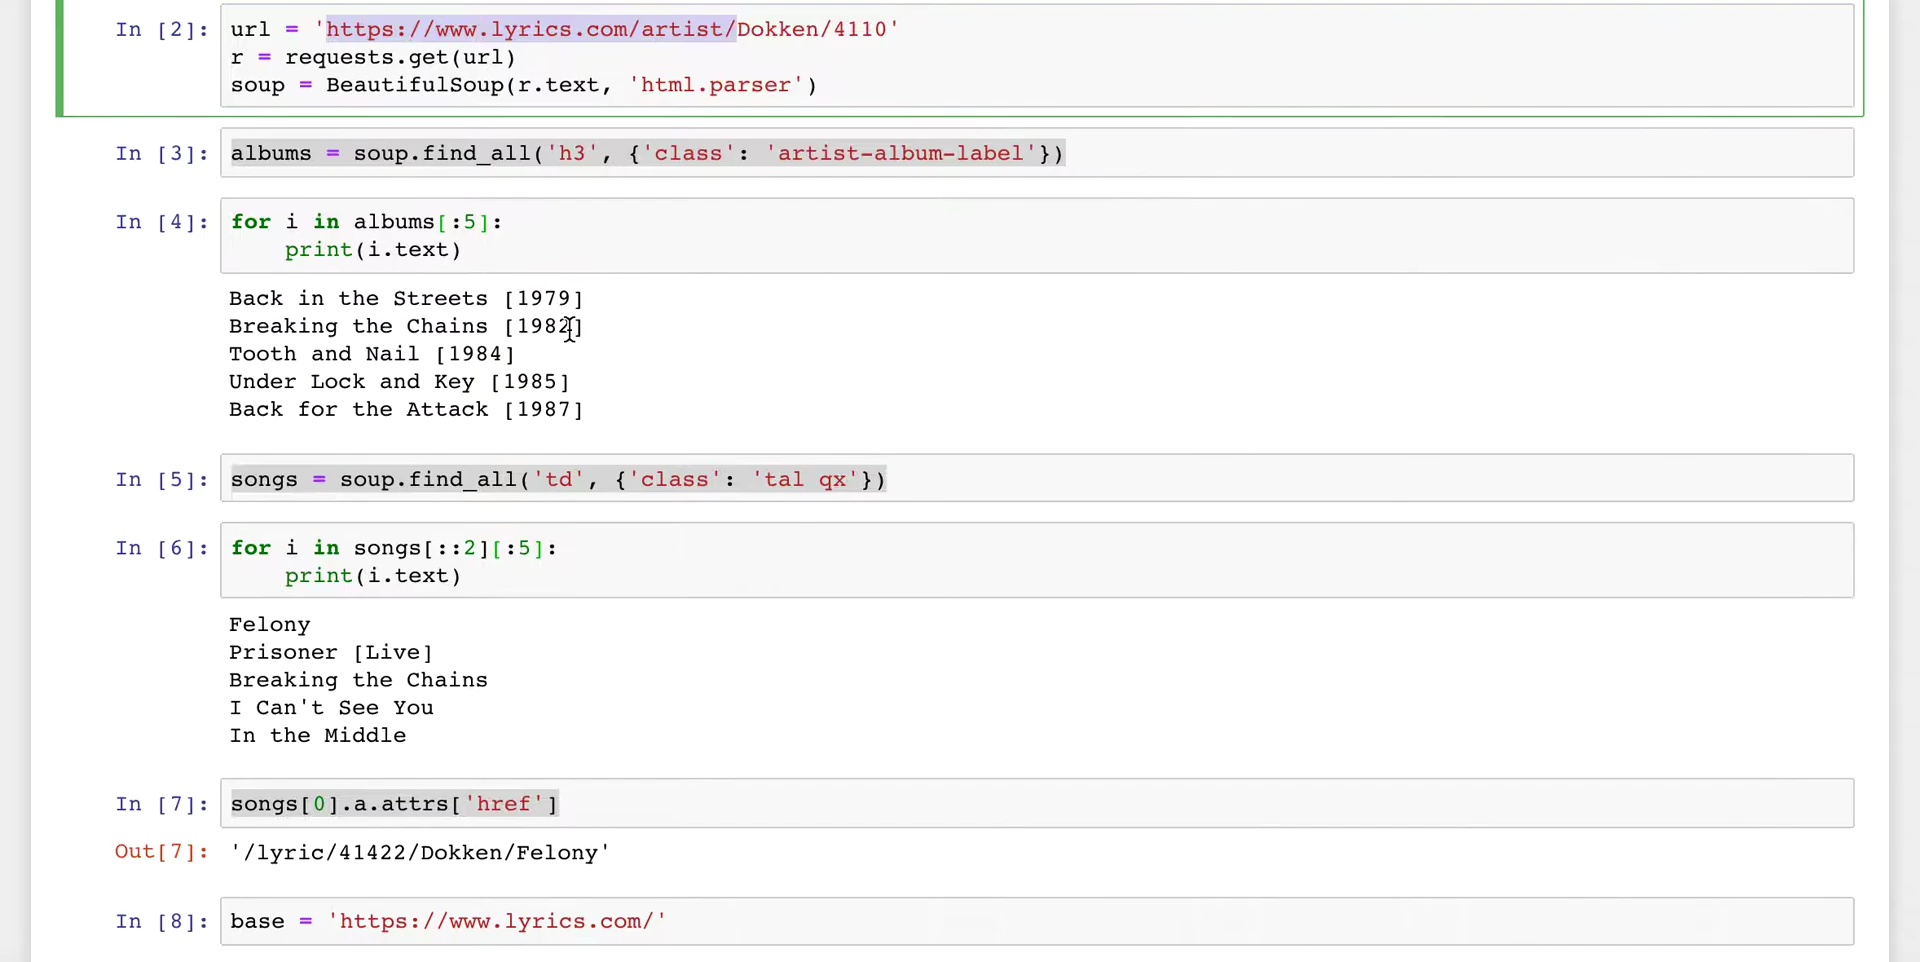 In [2]: url = 'https://www.lyrics.com/artist/Dokken/4110'
r = requests.get(url)
soup = BeautifulSoup(r.text, 'html.parser')
In [3]: albums = soup.find_all('h3', {'class': 'artist-album-label'})
In [4]: for i in albums[:5]:
print(i.text)
Back in the Streets [1979]
Breaking the Chains [1982]
Tooth and Nail [1984]
Under Lock and Key [1985]
Back for the Attack [1987]
In [5]: songs = soup.find_all('td', {'class': 'tal qx'})
In [6]: for i in songs[::2][:5]:
print(i.text)
Felony
Prisoner [Live]
Breaking the Chains
I Can't See You
In the Middle
In [7]: songs[0].a.attrs['href']
Out[7]: '/lyric/41422/Dokken/Felony'
In [8]: base = 'https://www.lyrics.com/'